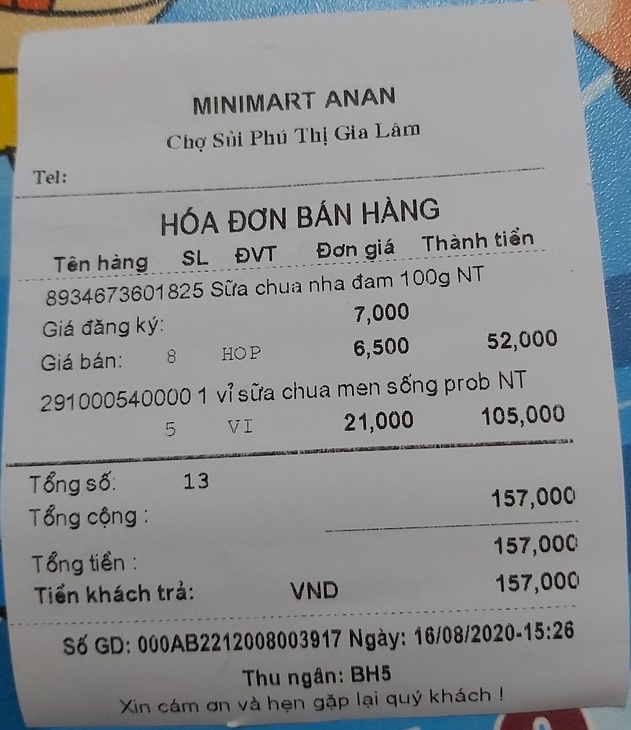 MINIMART ANAN
Chợ Sủi Phú Thị Gia Lâm
Tel:
HÓA ĐƠN BÁN HÀNG
Tên hàng SL ĐVT Đơn giá Thành tiền
8934673601825 Sữa chua nha đam 100g NT
Giá đăng ký: 7,000
Giá bán: 8 HOP 6,500 52,000
291000540000 1 vỉ sữa chua men sống prob NT
5 VI 21,000 105,000
Tổng số: 13
Tổng cộng : 157,000
Tổng tiền : 157,000
Tiền khách trả: VND 157,000
Số GD: 000AB2212008003917 Ngày: 16/08/2020-15:26
Thu ngân: BH5
Xin cám ơn và hẹn gặp lại quý khách !